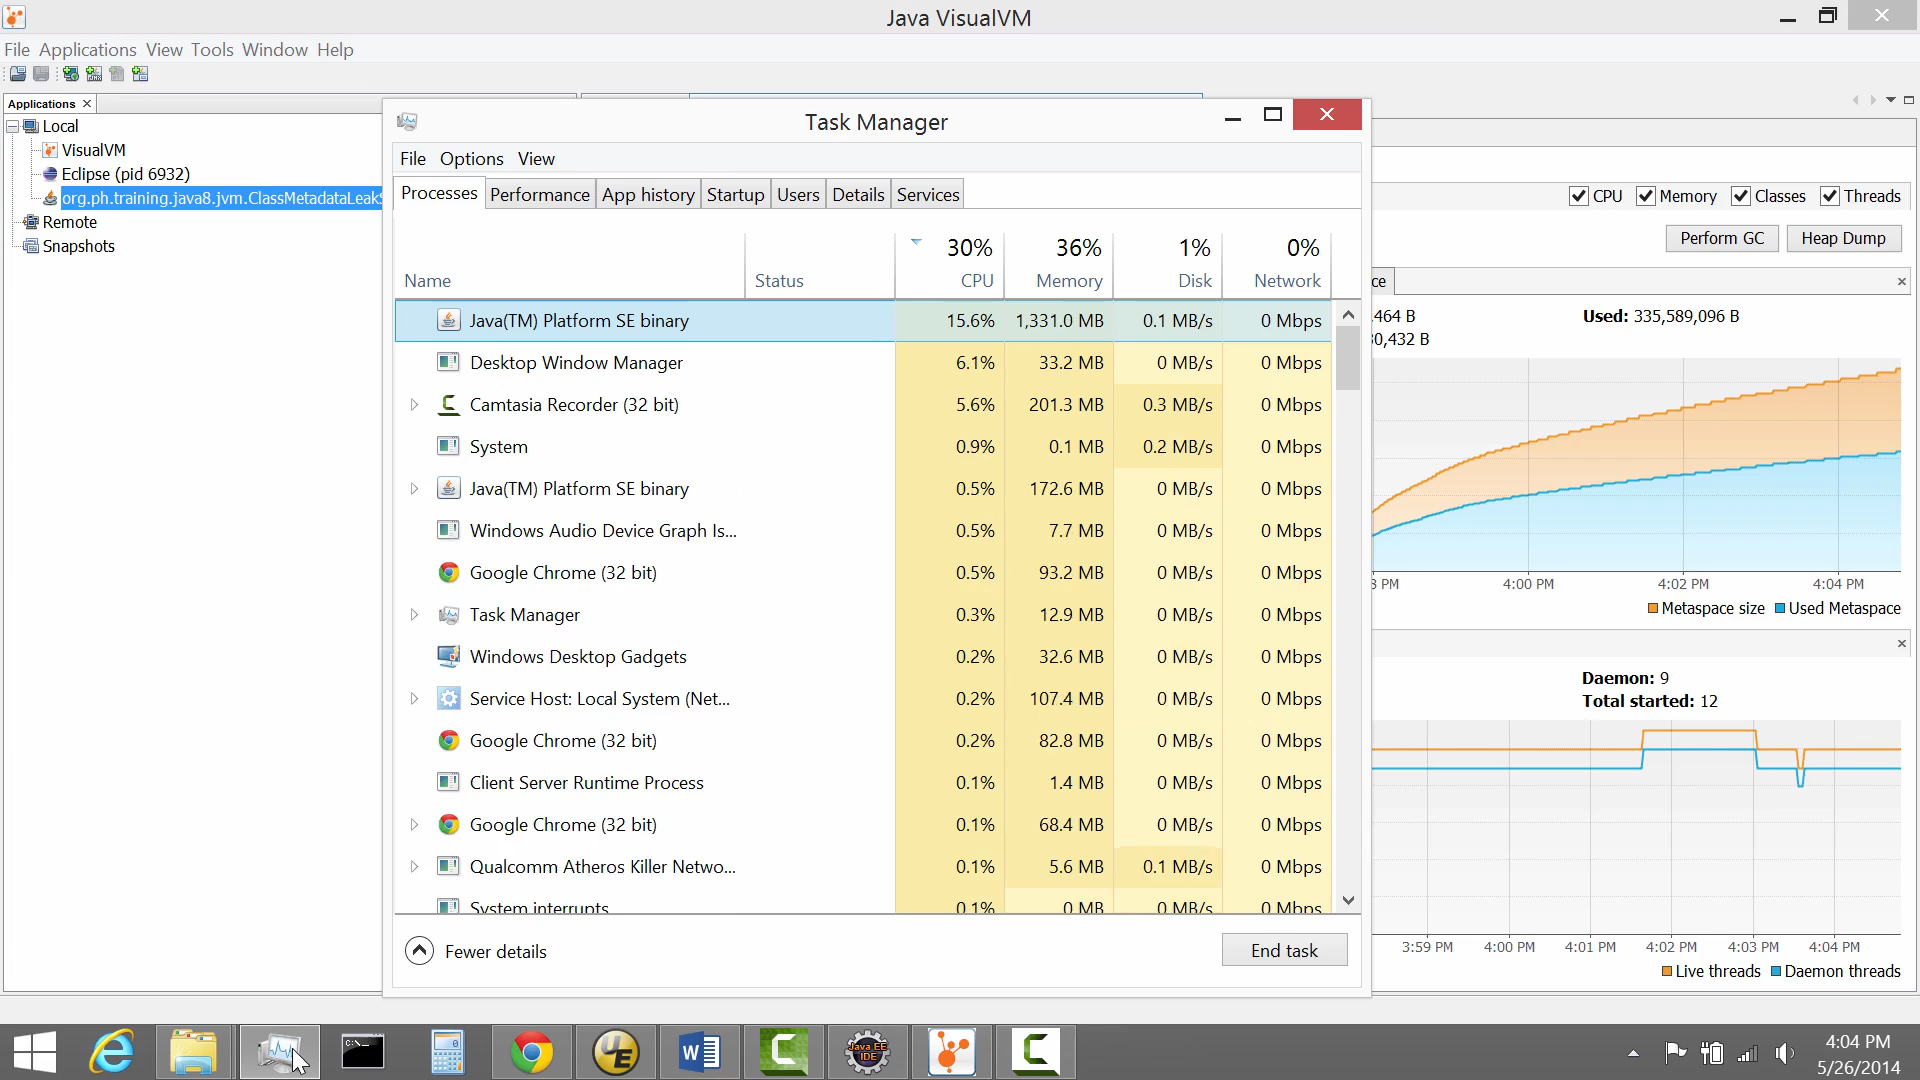 Java VisualVM
File Applications View Tools Window Help
Applications
Local
VisualVM
Eclipse (pid 6932)
org.ph.training.java8.jvm.ClassMetadataLeak
Remote
Snapshots
Task Manager
File Options View
Processes Performance App history Startup Users Details Services
30% 36% 1% 0%
Name Status CPU Memory Disk Network
Java(TM) Platform SE binary 15.6% 1,331.0 MB 0.1 MB/s 0 Mbps
Desktop Window Manager 6.1% 33.2 MB 0 MB/s 0 Mbps
Camtasia Recorder (32 bit) 5.6% 201.3 MB 0.3 MB/s 0 Mbps
System 0.9% 0.1 MB 0.2 MB/s 0 Mbps
Java(TM) Platform SE binary 0.5% 172.6 MB 0 MB/s 0 Mbps
Windows Audio Device Graph Is... 0.5% 7.7 MB 0 MB/s 0 Mbps
Google Chrome (32 bit) 0.5% 93.2 MB 0 MB/s 0 Mbps
Task Manager 0.3% 12.9 MB 0 MB/s 0 Mbps
Windows Desktop Gadgets 0.2% 32.6 MB 0 MB/s 0 Mbps
Service Host: Local System (Net... 0.2% 107.4 MB 0 MB/s 0 Mbps
Google Chrome (32 bit) 0.2% 82.8 MB 0 MB/s 0 Mbps
Client Server Runtime Process 0.1% 1.4 MB 0 MB/s 0 Mbps
Google Chrome (32 bit) 0.1% 68.4 MB 0 MB/s 0 Mbps
Qualcomm Atheros Killer Netwo... 0.1% 5.6 MB 0.1 MB/s 0 Mbps
System interrupts 0.1% 0 MB 0 MB/s 0 Mbps
Fewer details
End task
CPU Memory Classes Threads
Perform GC Heap Dump
ce
464 B Used: 335,589,096 B
0,432 B
PM 4:00 PM 4:02 PM 4:04 PM
Metaspace size Used Metaspace
Daemon: 9
Total started: 12
3:59 PM 4:00 PM 4:01 PM 4:02 PM 4:03 PM 4:04 PM
Live threads Daemon threads
C:\
0
UE
W
C
Java EE
IDE
C
4:04 PM
5/26/2014